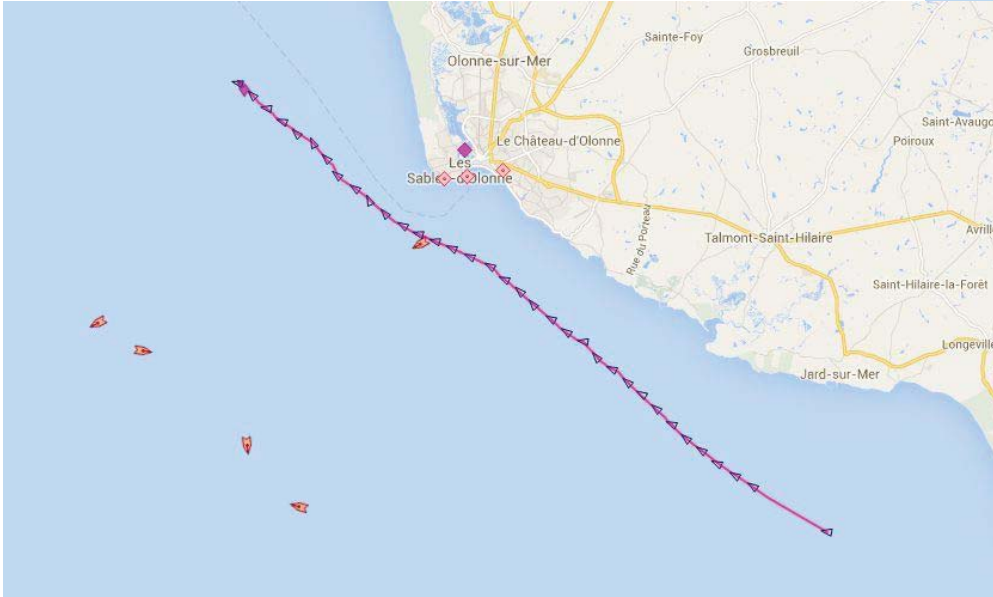 Sainte-Foy
Grosbreuil
Olonne-sur-Mer
Saint-Avaugo
Poiroux
Le Château-d'Olonne
Les
Sables-d'Olonne
Rue du Porteau
Talmont-Saint-Hilaire
Avrillé
Saint-Hilaire-la-Forêt
Longeville
Jard-sur-Mer